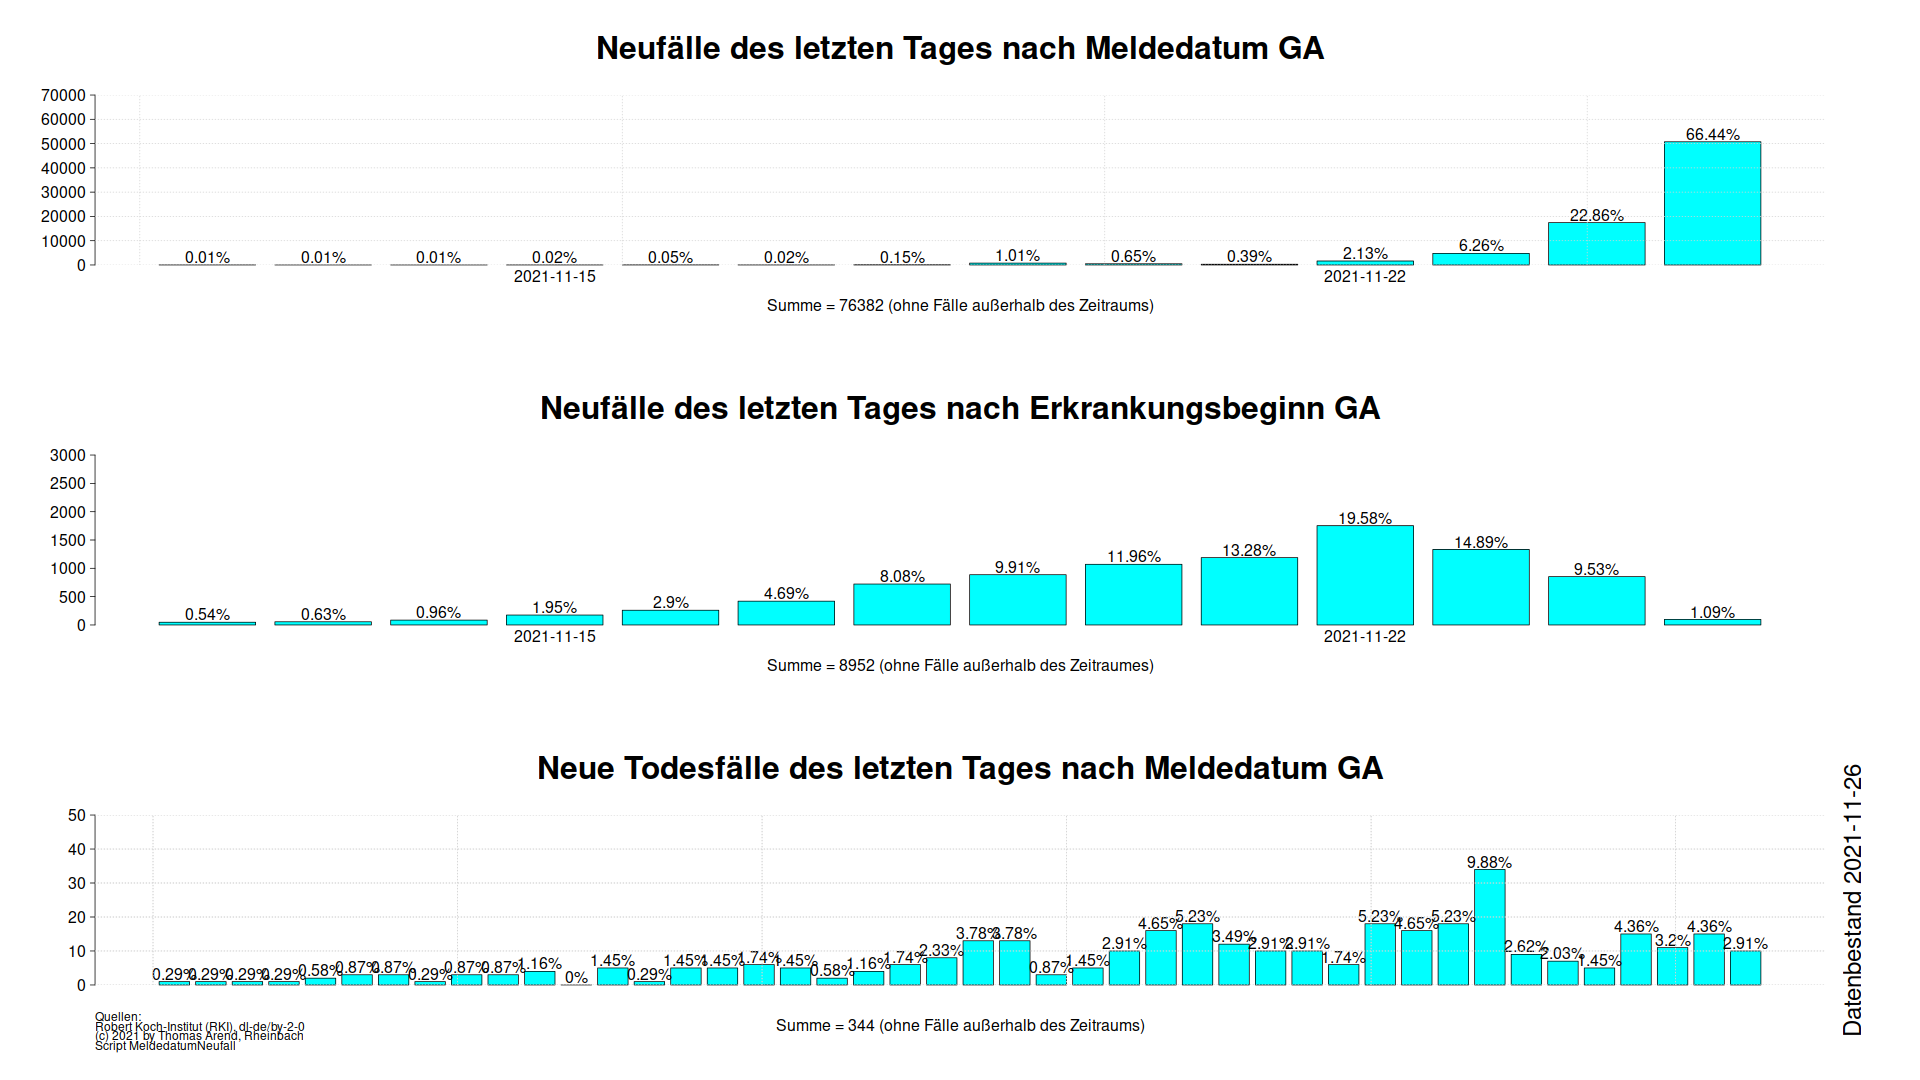 Neufälle des letzten Tages nach Meldedatum GA
70000
60000
50000
40000
30000
20000
10000
0
0.01% 0.01% 0.01% 0.02% 0.05% 0.02% 0.15% 1.01% 0.65% 0.39% 2.13% 6.26% 22.86% 66.44%
2021-11-15 2021-11-22
Summe = 76382 (ohne Fälle außerhalb des Zeitraums)
Neufälle des letzten Tages nach Erkrankungsbeginn GA
3000
2500
2000
1500
1000
500
0
0.54% 0.63% 0.96% 1.95% 2.9% 4.69% 8.08% 9.91% 11.96% 13.28% 19.58% 14.89% 9.53% 1.09%
2021-11-15 2021-11-22
Summe = 8952 (ohne Fälle außerhalb des Zeitraumes)
Neue Todesfälle des letzten Tages nach Meldedatum GA
50
40
30
20
10
0
0.29% 0.29% 0.29% 0.29% 0.58% 0.87% 0.87% 0.29% 0.87% 0.87% 1.16% 0% 1.45% 0.29% 1.45% 1.45% 1.74% 1.45% 0.58% 1.16% 1.74% 2.33% 3.78% 3.78% 0.87% 1.45% 2.91% 4.65% 5.23% 3.49% 2.91% 2.91% 1.74% 5.23% 4.65% 5.23% 9.88% 2.62% 2.03% 1.45% 4.36% 3.2% 4.36% 2.91%
Summe = 344 (ohne Fälle außerhalb des Zeitraums)
Quellen:
Robert Koch-Institut (RKI), dl-de/by-2-0
(c) 2021 by Thomas Arend, Rheinbach
Script MeldedatumNeufall
Datenbestand 2021-11-26